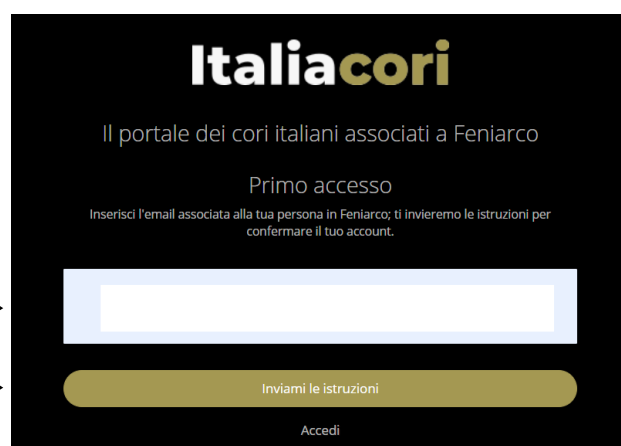 Italiacori
Il portale dei cori italiani associati a Feniarco
Primo accesso
Inserisci l'email associata alla tua persona in Feniarco; ti invieremo le istruzioni per
confermare il tuo account.
Inviami le istruzioni
Accedi